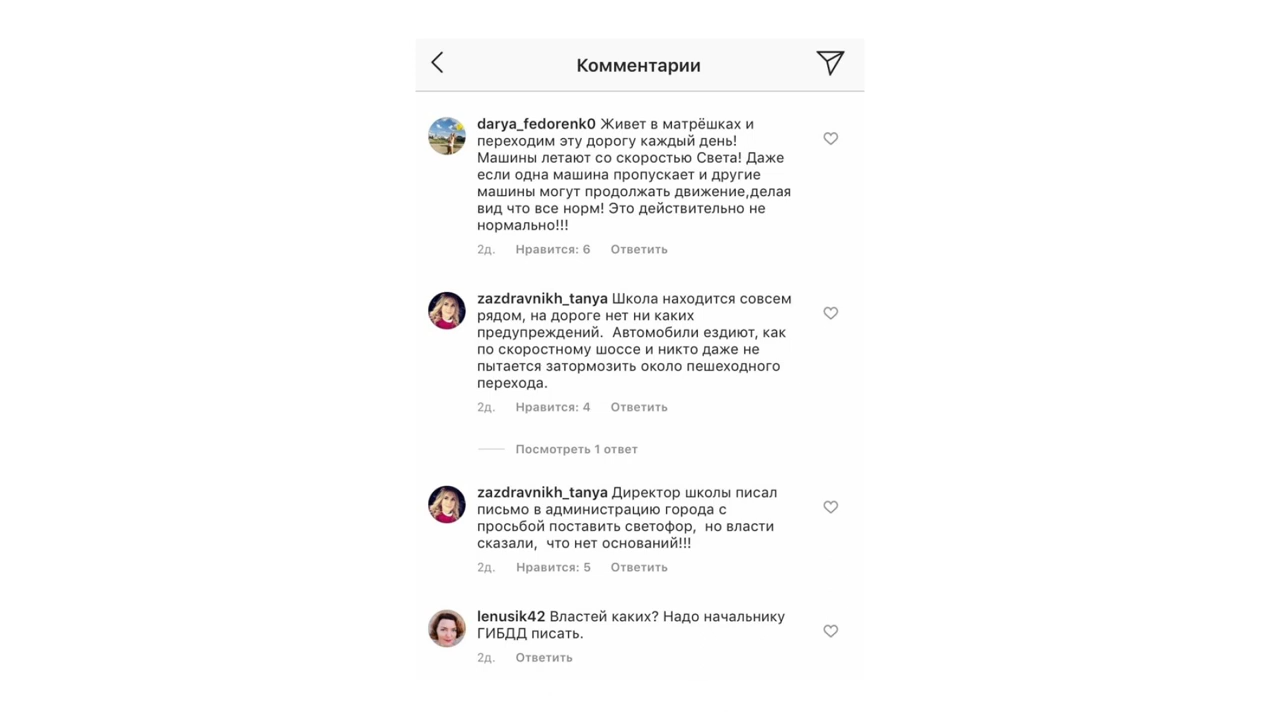 Комментарии
darya_fedorenk0 Живет в матрёшках и
переходим эту дорогу каждый день!
Машины летают со скоростью Света! Даже
если одна машина пропускает и другие
машины могут продолжать движение,делая
вид что все норм! Это действительно не
нормально!!!
2д. Нравится: 6 Ответить
zazdravnikh_tanya Школа находится совсем
рядом, на дороге нет ни каких
предупреждений.  Автомобили ездиют, как
по скоростному шоссе и никто даже не
пытается затормозить около пешеходного
перехода.
2д. Нравится: 4 Ответить
Посмотреть 1 ответ
zazdravnikh_tanya Директор школы писал
письмо в администрацию города с
просьбой поставить светофор,  но власти
сказали,  что нет оснований!!!
2д. Нравится: 5 Ответить
lenusik42 Властей каких? Надо начальнику
ГИБДД писать.
2д. Ответить